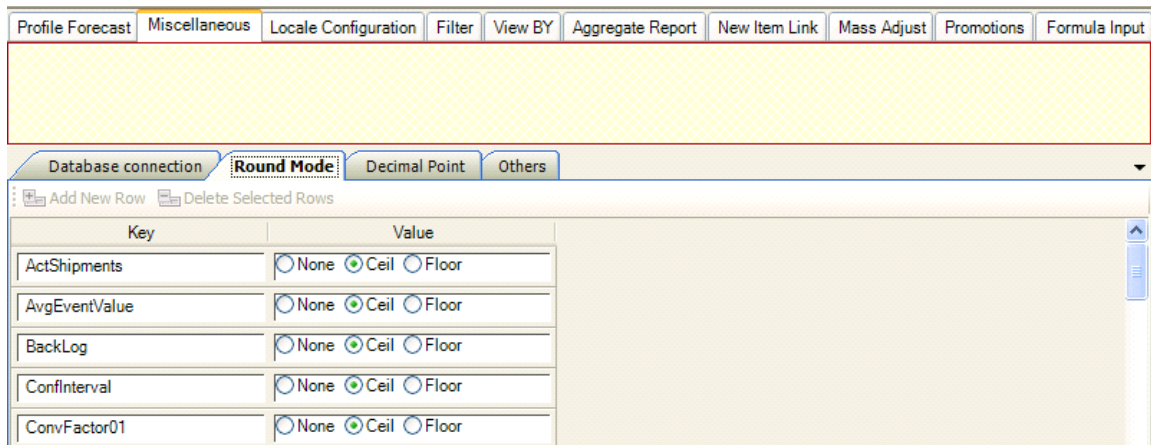 Profile Forecast Miscellaneous Locale Configuration Filter View BY Aggregate Report New Item Link Mass Adjust Promotions Formula Input
Database connection Round Mode Decimal Point Others
Add New Row Delete Selected Rows
Key Value
ActShipments None Ceil Floor
AvgEventValue None Ceil Floor
BackLog None Ceil Floor
ConfInterval None Ceil Floor
ConvFactor01 None Ceil Floor